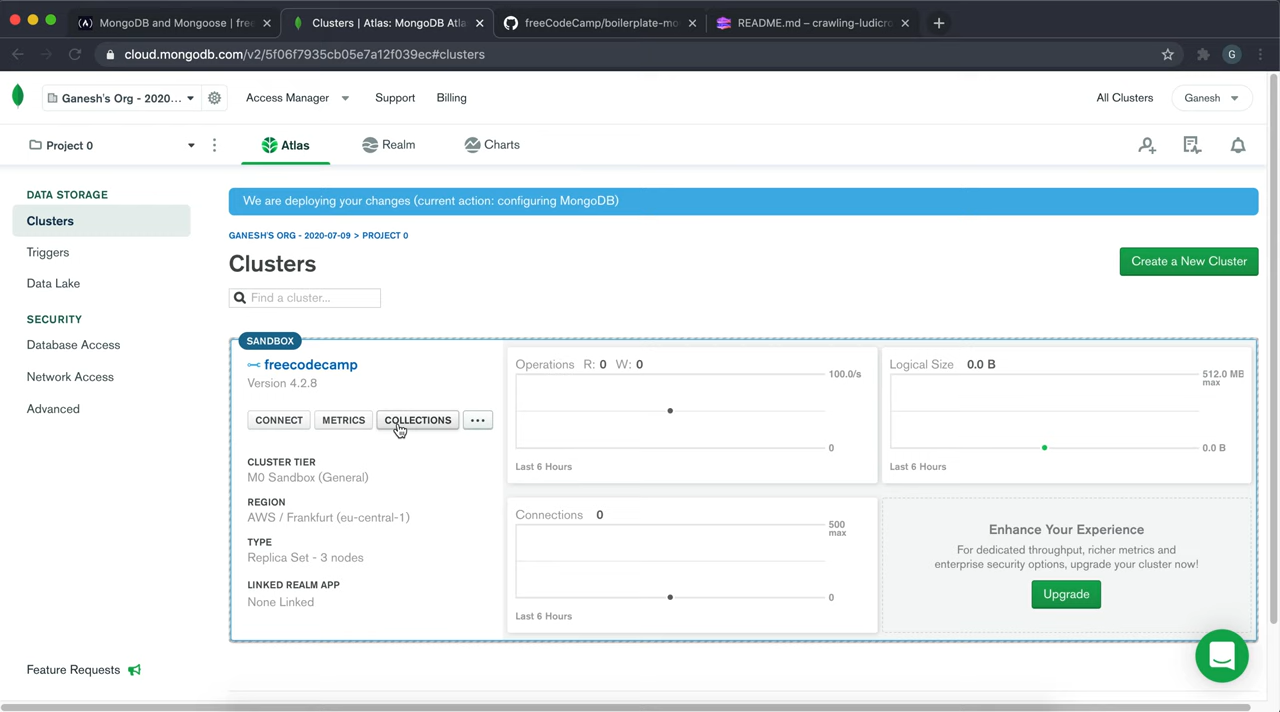 MongoDB and Mongoose | free
Clusters | Atlas: MongoDB Atla
freeCodeCamp/boilerplate-mo
README.md – crawling-ludicro
cloud.mongodb.com/v2/5f06f7935cb05e7a12f039ec#clusters
G
Ganesh's Org - 2020...
Access Manager
Support
Billing
All Clusters
Ganesh
Project 0
Atlas
Realm
Charts
DATA STORAGE
Clusters
Triggers
Data Lake
SECURITY
Database Access
Network Access
Advanced
Feature Requests
We are deploying your changes (current action: configuring MongoDB)
GANESH'S ORG - 2020-07-09 > PROJECT 0
Clusters
Create a New Cluster
Find a cluster...
SANDBOX
freecodecamp
Version 4.2.8
CONNECT METRICS COLLECTIONS ...
CLUSTER TIER
M0 Sandbox (General)
REGION
AWS / Frankfurt (eu-central-1)
TYPE
Replica Set - 3 nodes
LINKED REALM APP
None Linked
Operations R: 0 W: 0
100.0/s
0
Last 6 Hours
Logical Size 0.0 B
512.0 MB
max
0.0 B
Last 6 Hours
Connections 0
500
max
0
Last 6 Hours
Enhance Your Experience
For dedicated throughput, richer metrics and
enterprise security options, upgrade your cluster now!
Upgrade